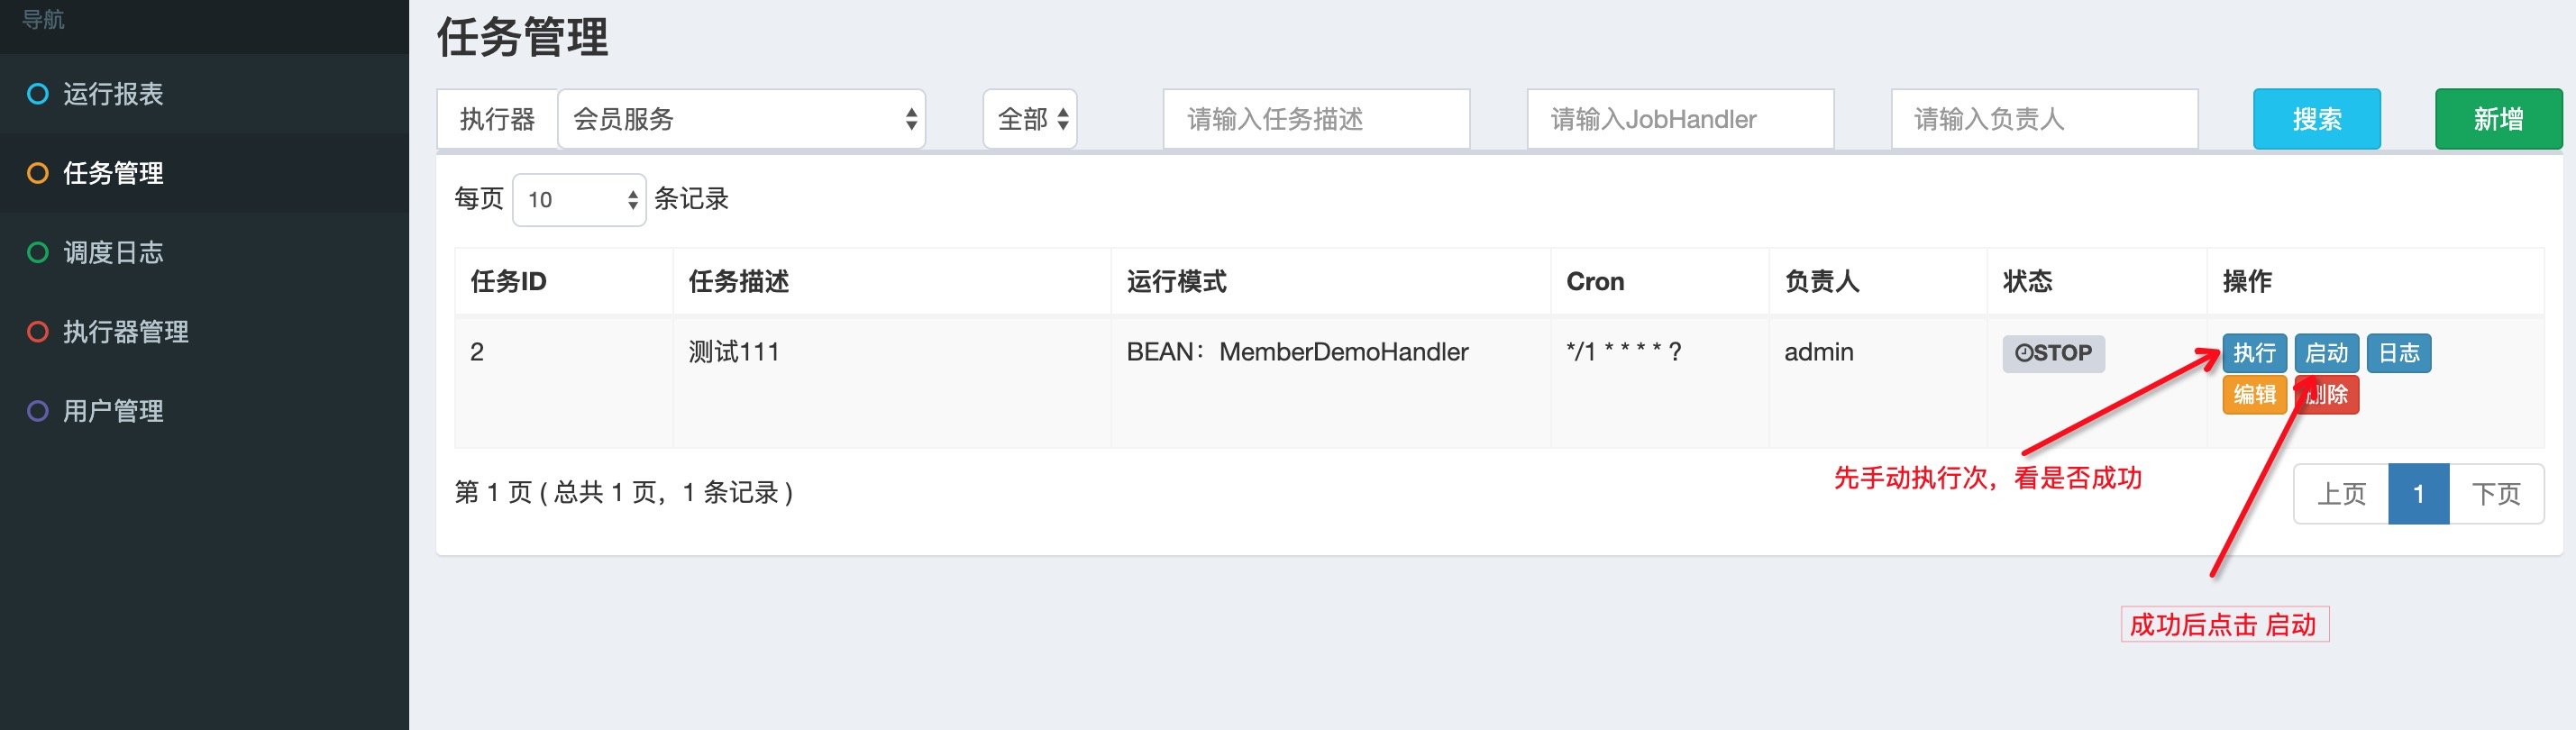 导航
运行报表
任务管理
调度日志
执行器管理
用户管理
任务管理
执行器 会员服务 全部 请输入任务描述 请输入JobHandler 请输入负责人 搜索 新增
每页 10 条记录
任务ID 任务描述 运行模式 Cron 负责人 状态 操作
2 测试111 BEAN：MemberDemoHandler */1 * * * * ? admin STOP 执行 启动 日志
编辑 删除
先手动执行次，看是否成功
第 1 页 ( 总共 1 页，1 条记录 ) 上页 1 下页
成功后点击 启动